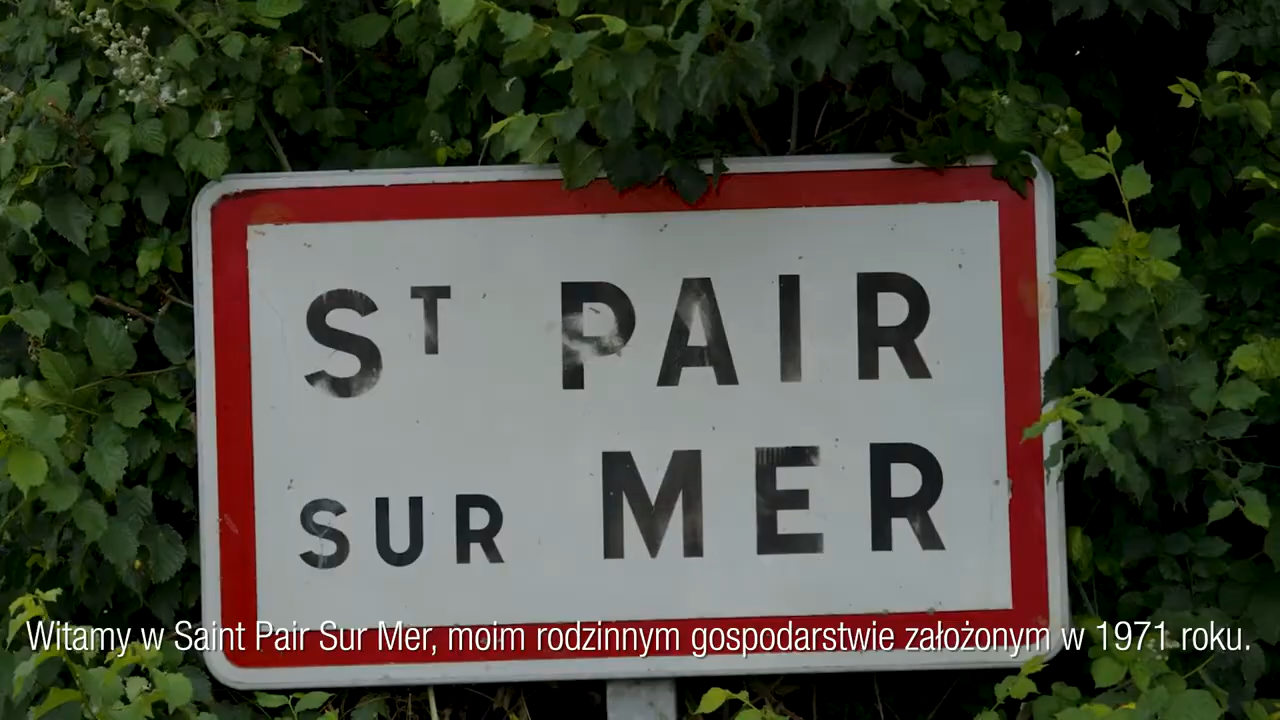 ST PAIR
SUR MER
Witamy w Saint Pair Sur Mer, moim rodzinnym gospodarstwie założonym w 1971 roku.